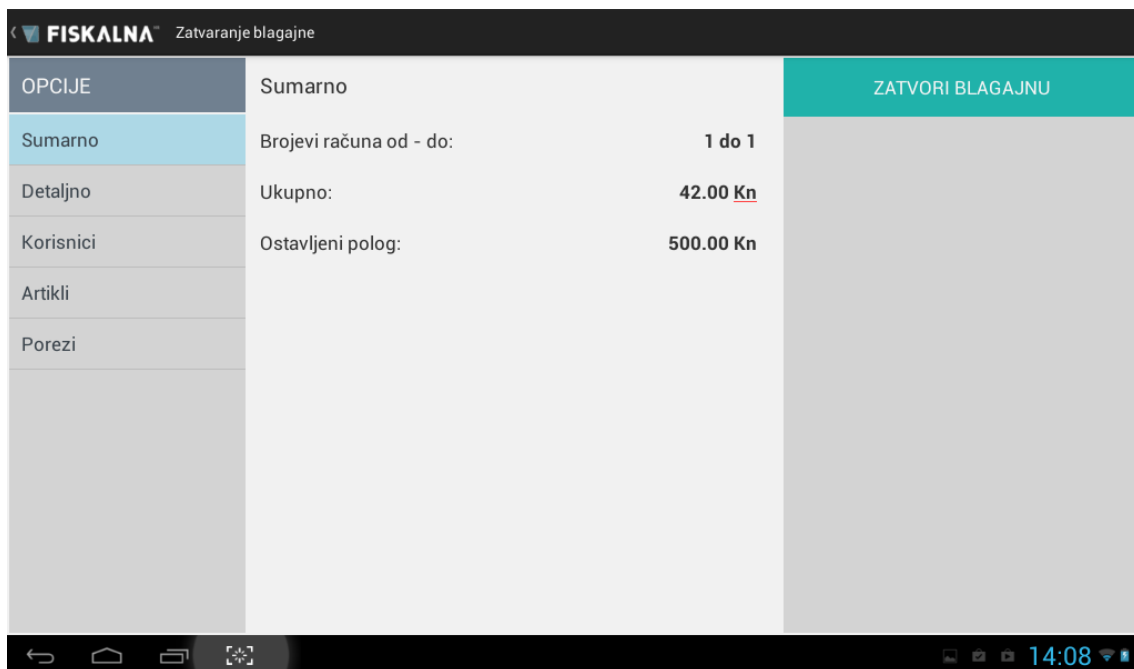 FISKALNA™ Zatvaranje blagajne
OPCIJE
Sumarno
Detaljno
Korisnici
Artikli
Porezi
Sumarno
Brojevi računa od - do: 1 do 1
Ukupno: 42.00 Kn
Ostavljeni polog: 500.00 Kn
ZATVORI BLAGAJNU
14:08